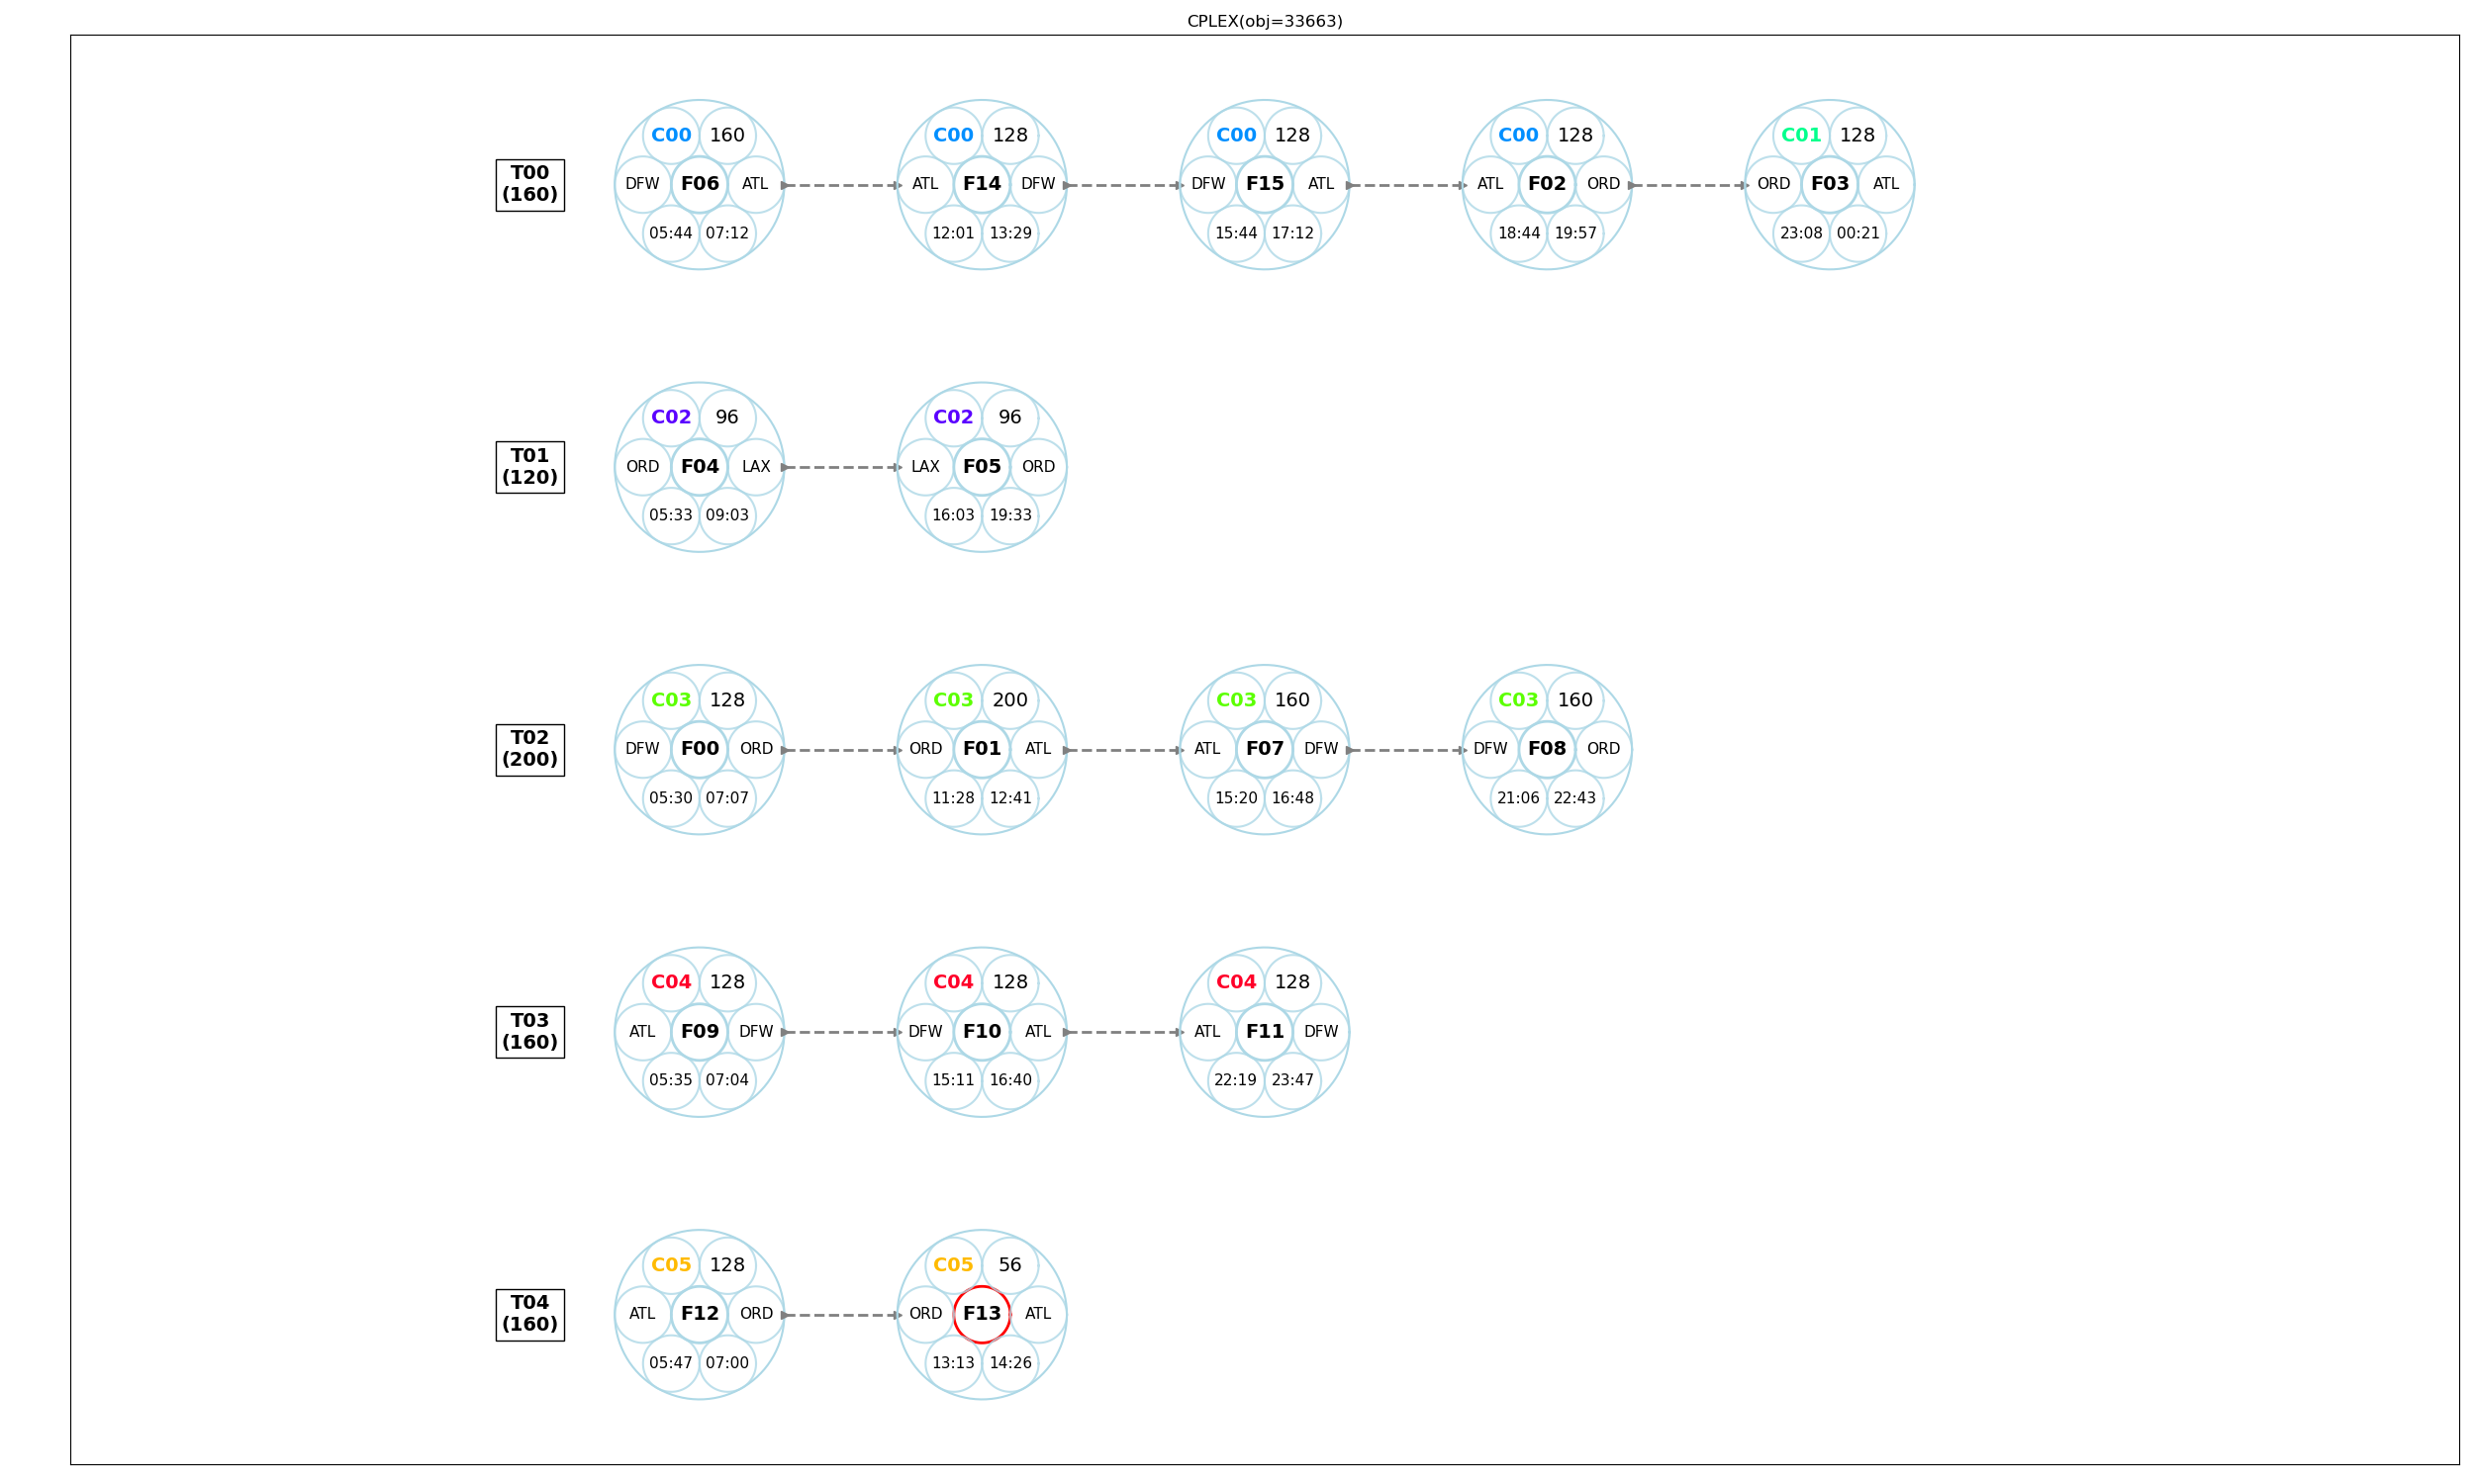 CPLEX(obj=33663)
C00 160 C00 128 C00 128 C00 128 C01 128
T00
(160)
DFW F06 ATL ATL F14 DFW DFW F15 ATL ATL F02 ORD ORD F03 ATL
05:44 07:12 12:01 13:29 15:44 17:12 18:44 19:57 23:08 00:21
C02 96 C02 96
T01
(120)
ORD F04 LAX LAX F05 ORD
05:33 09:03 16:03 19:33
C03 128 C03 200 C03 160 C03 160
T02
(200)
DFW F00 ORD ORD F01 ATL ATL F07 DFW DFW F08 ORD
05:30 07:07 11:28 12:41 15:20 16:48 21:06 22:43
C04 128 C04 128 C04 128
T03
(160)
ATL F09 DFW DFW F10 ATL ATL F11 DFW
05:35 07:04 15:11 16:40 22:19 23:47
C05 128 C05 56
T04
(160)
ATL F12 ORD ORD F13 ATL
05:47 07:00 13:13 14:26